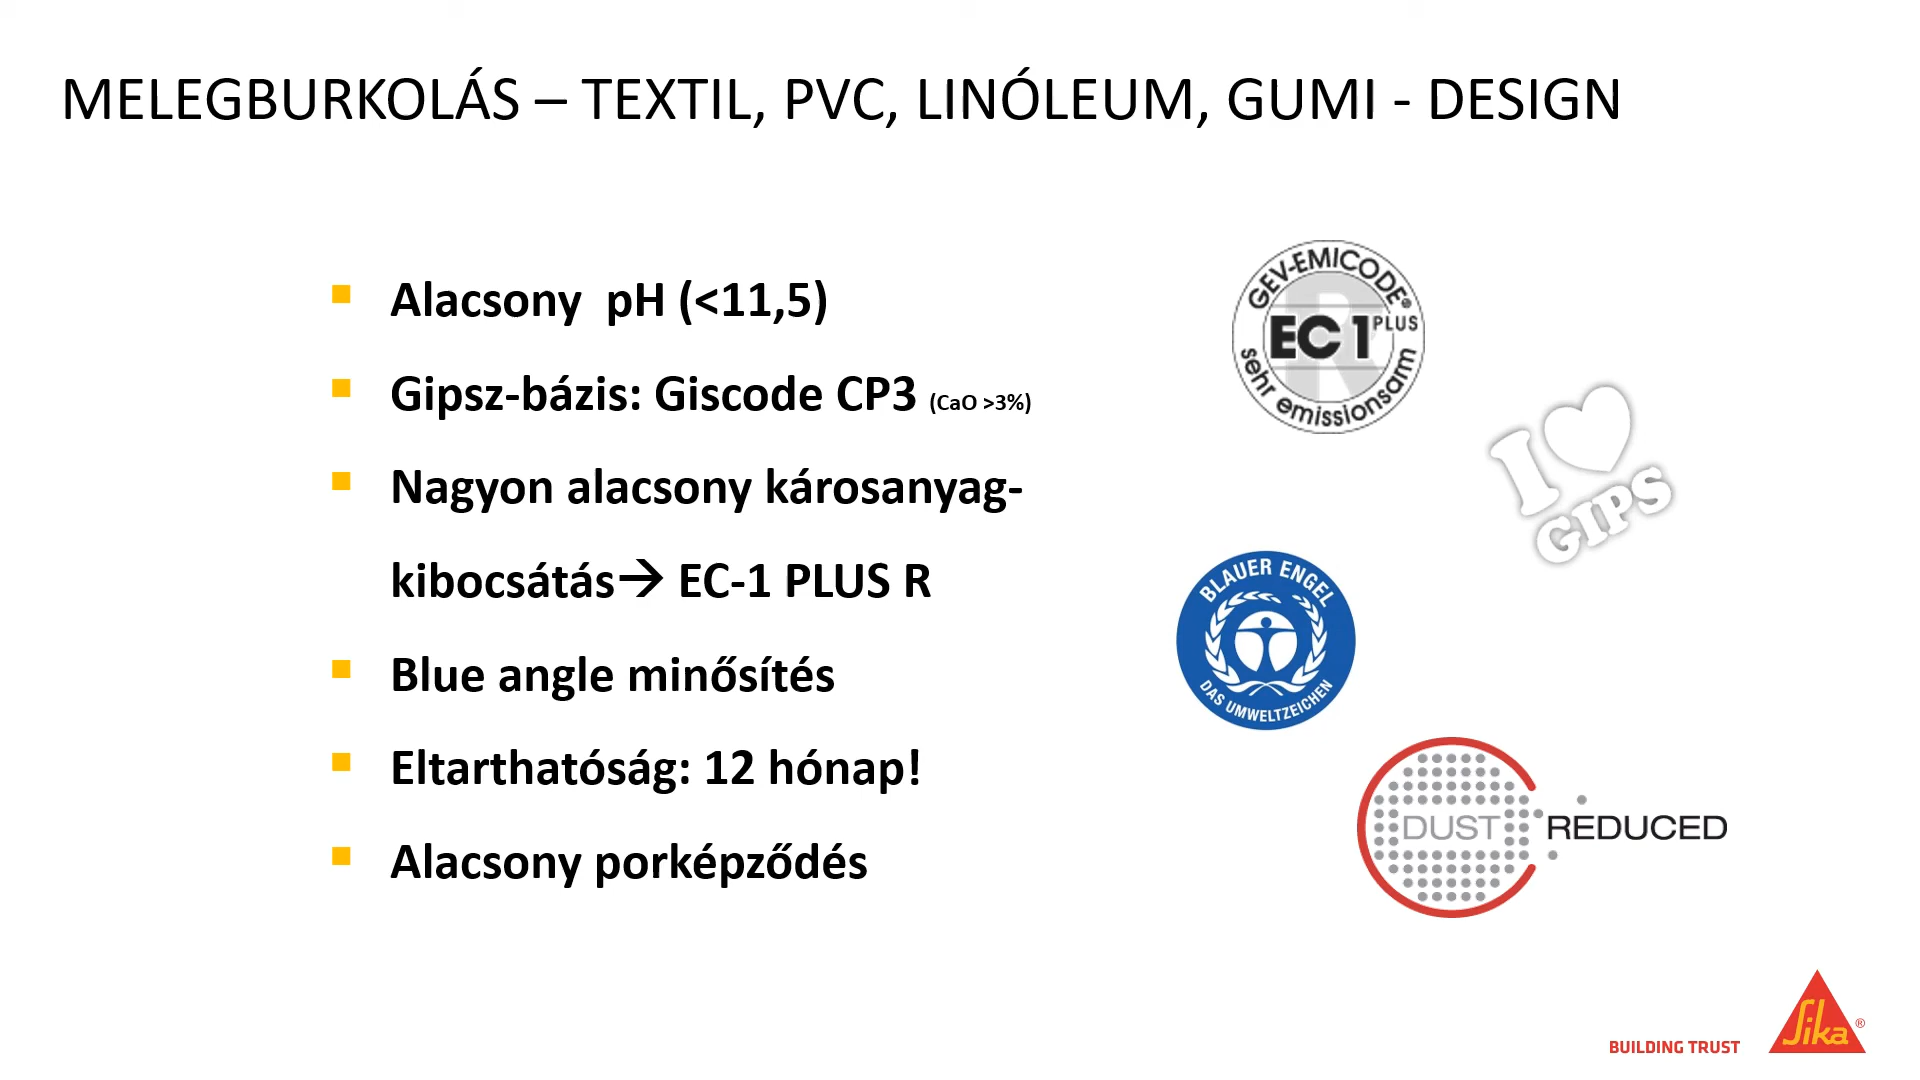 MELEGBURKOLÁS – TEXTIL, PVC, LINÓLEUM, GUMI - DESIGN
Alacsony pH (<11,5)
Gipsz-bázis: Giscode CP3 (CaO >3%)
Nagyon alacsony károsanyag-
kibocsátás→ EC-1 PLUS R
Blue angle minősítés
Eltarthatóság: 12 hónap!
Alacsony porképződés
GEV-EMICODE®
EC 1 PLUS
R
sehr emissionsarm
I
GIPS
BLAUER ENGEL
DAS UMWELTZEICHEN
DUST REDUCED
BUILDING TRUST
Sika®